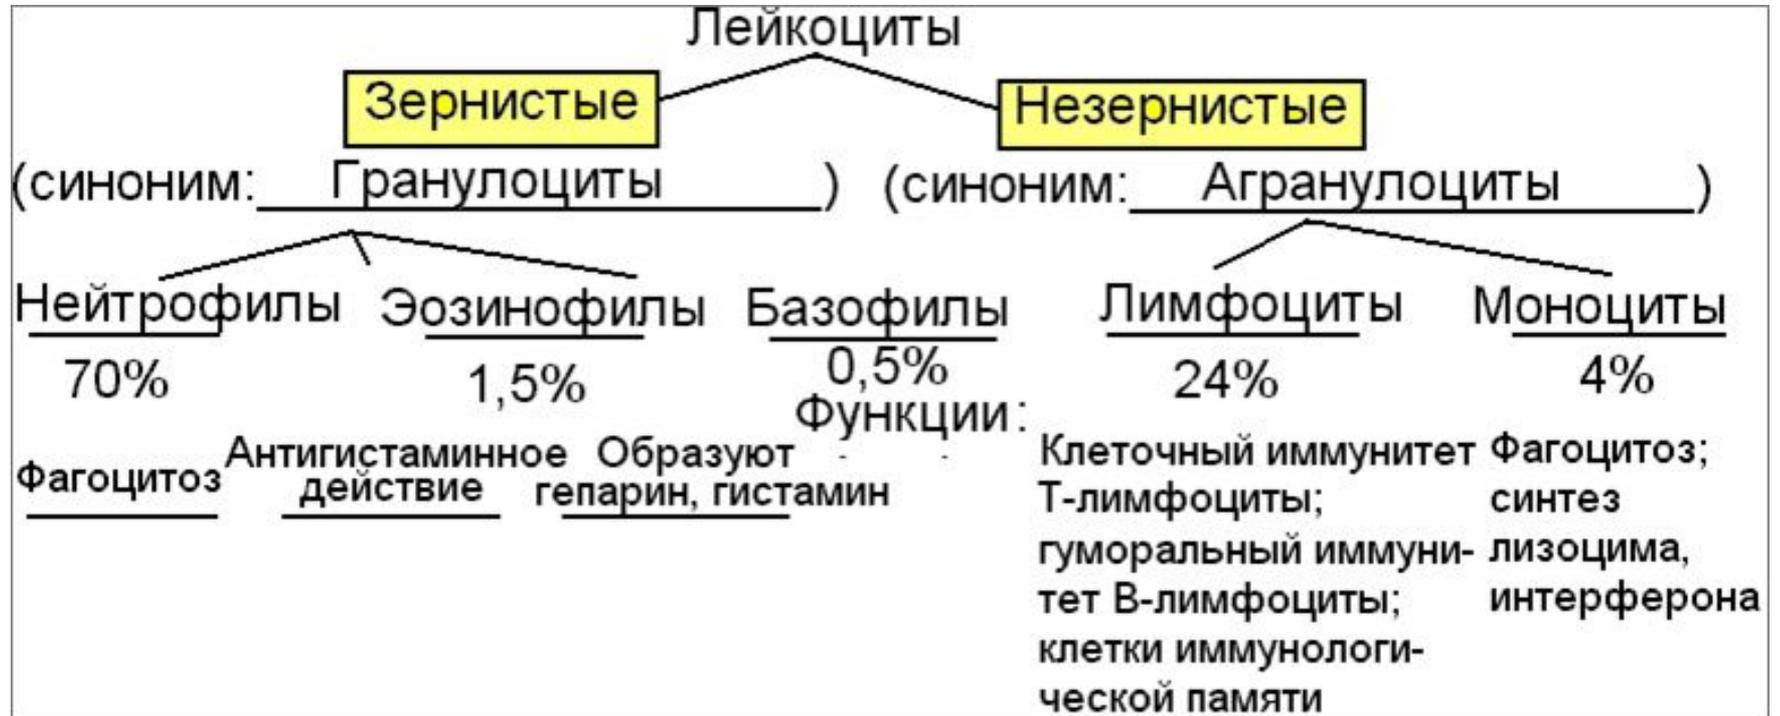 Лейкоциты
Зернистые
Незернистые
(синоним: Гранулоциты )
(синоним: Агранулоциты )
Нейтрофилы
Эозинофилы
Базофилы
Лимфоциты
Моноциты
70%
1,5%
0,5%
24%
4%
Функции:
Фагоцитоз
Антигистаминное
действие
Образуют
гепарин, гистамин
Клеточный иммунитет
Т-лимфоциты;
гуморальный иммуни-
тет В-лимфоциты;
клетки иммунологи-
ческой памяти
Фагоцитоз;
синтез
лизоцима,
интерферона